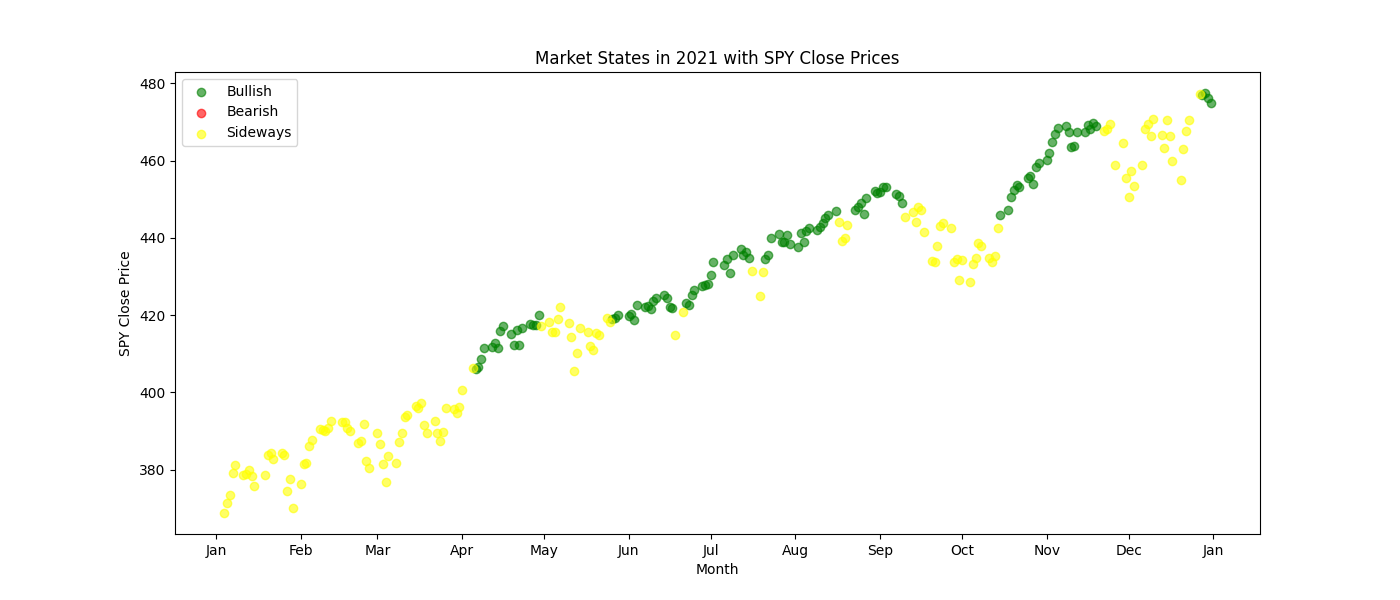 Market States in 2021 with SPY Close Prices
Bullish
Bearish
Sideways
480
460
440
420
400
380
SPY Close Price
Jan Feb Mar Apr May Jun Jul Aug Sep Oct Nov Dec Jan
Month